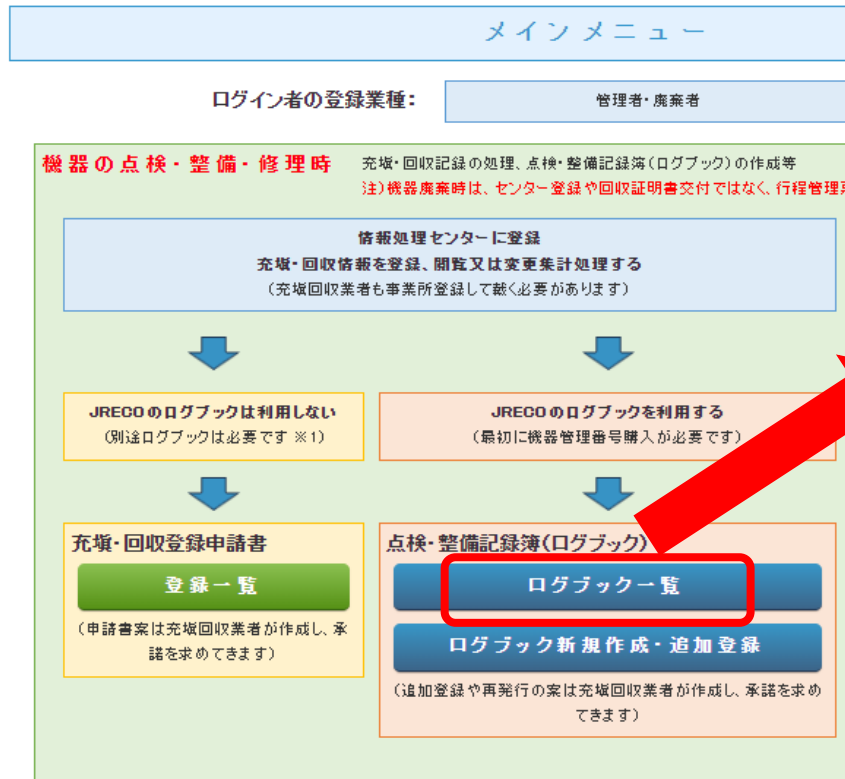 メインメニュー
ログイン者の登録業種：
管理者・廃棄者
機器の点検・整備・修理時
充塡・回収記録の処理、点検・整備記録簿（ログブック）の作成等
注）機器廃棄時は、センター登録や回収証明書交付ではなく、行程管理
情報処理センターに登録
充塡・回収情報を登録、閲覧又は変更集計処理する
（充塡回収業者も事業所登録して戴く必要があります）
JRECOのログブックは利用しない
（別途ログブックは必要です ※1）
JRECOのログブックを利用する
（最初に機器管理番号購入が必要です）
充塡・回収登録申請書
登録一覧
（申請書案は充塡回収業者が作成し、承
諾を求めてきます）
点検・整備記録簿(ログブック)
ログブック一覧
ログブック新規作成・追加登録
（追加登録や再発行の案は充塡回収業者が作成し、承諾を求め
てきます）